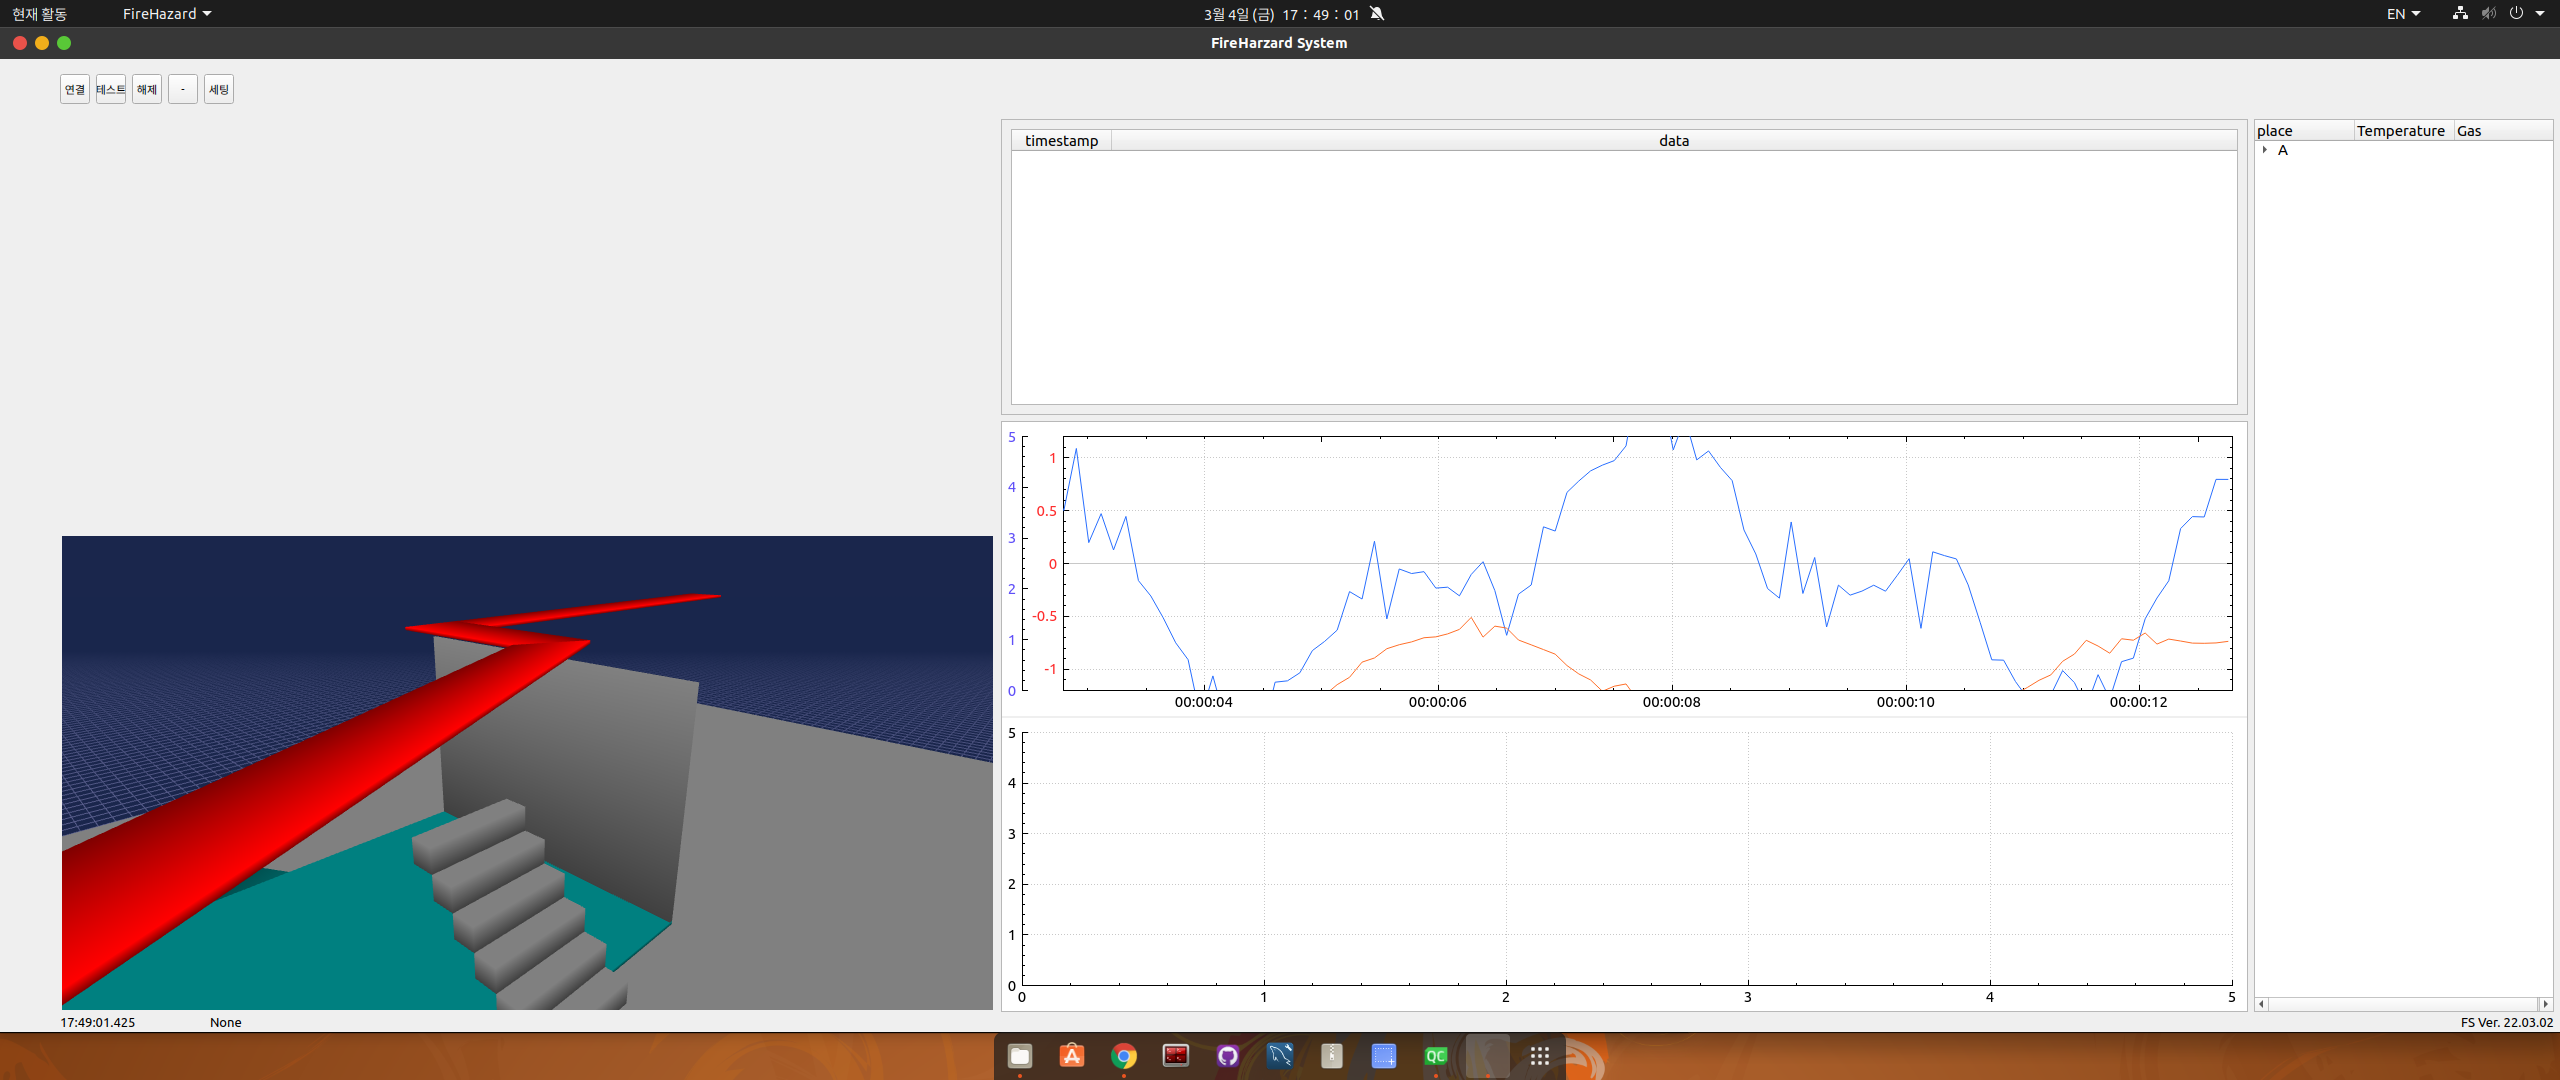 현재 활동 FireHazard 3월 4일 (금) 17 : 49 : 01 EN
FireHarzard System
연결 테스트 해제 - 세팅
timestamp data
place Temperature Gas
A
5
4
3
2
1
0
1
0.5
0
-0.5
-1
00:00:04 00:00:06 00:00:08 00:00:10 00:00:12
5
4
3
2
1
0
0 1 2 3 4 5
17:49:01.425 None FS Ver. 22.03.02
QC